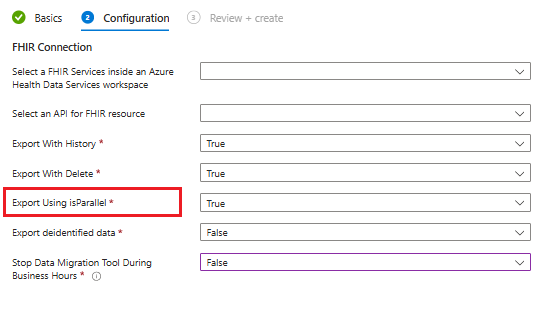 Basics 2 Configuration 3 Review + create
FHIR Connection
Select a FHIR Services inside an Azure
Health Data Services workspace
Select an API for FHIR resource
Export With History * True
Export With Delete * True
Export Using isParallel * True
Export deidentified data * False
Stop Data Migration Tool During False
Business Hours *